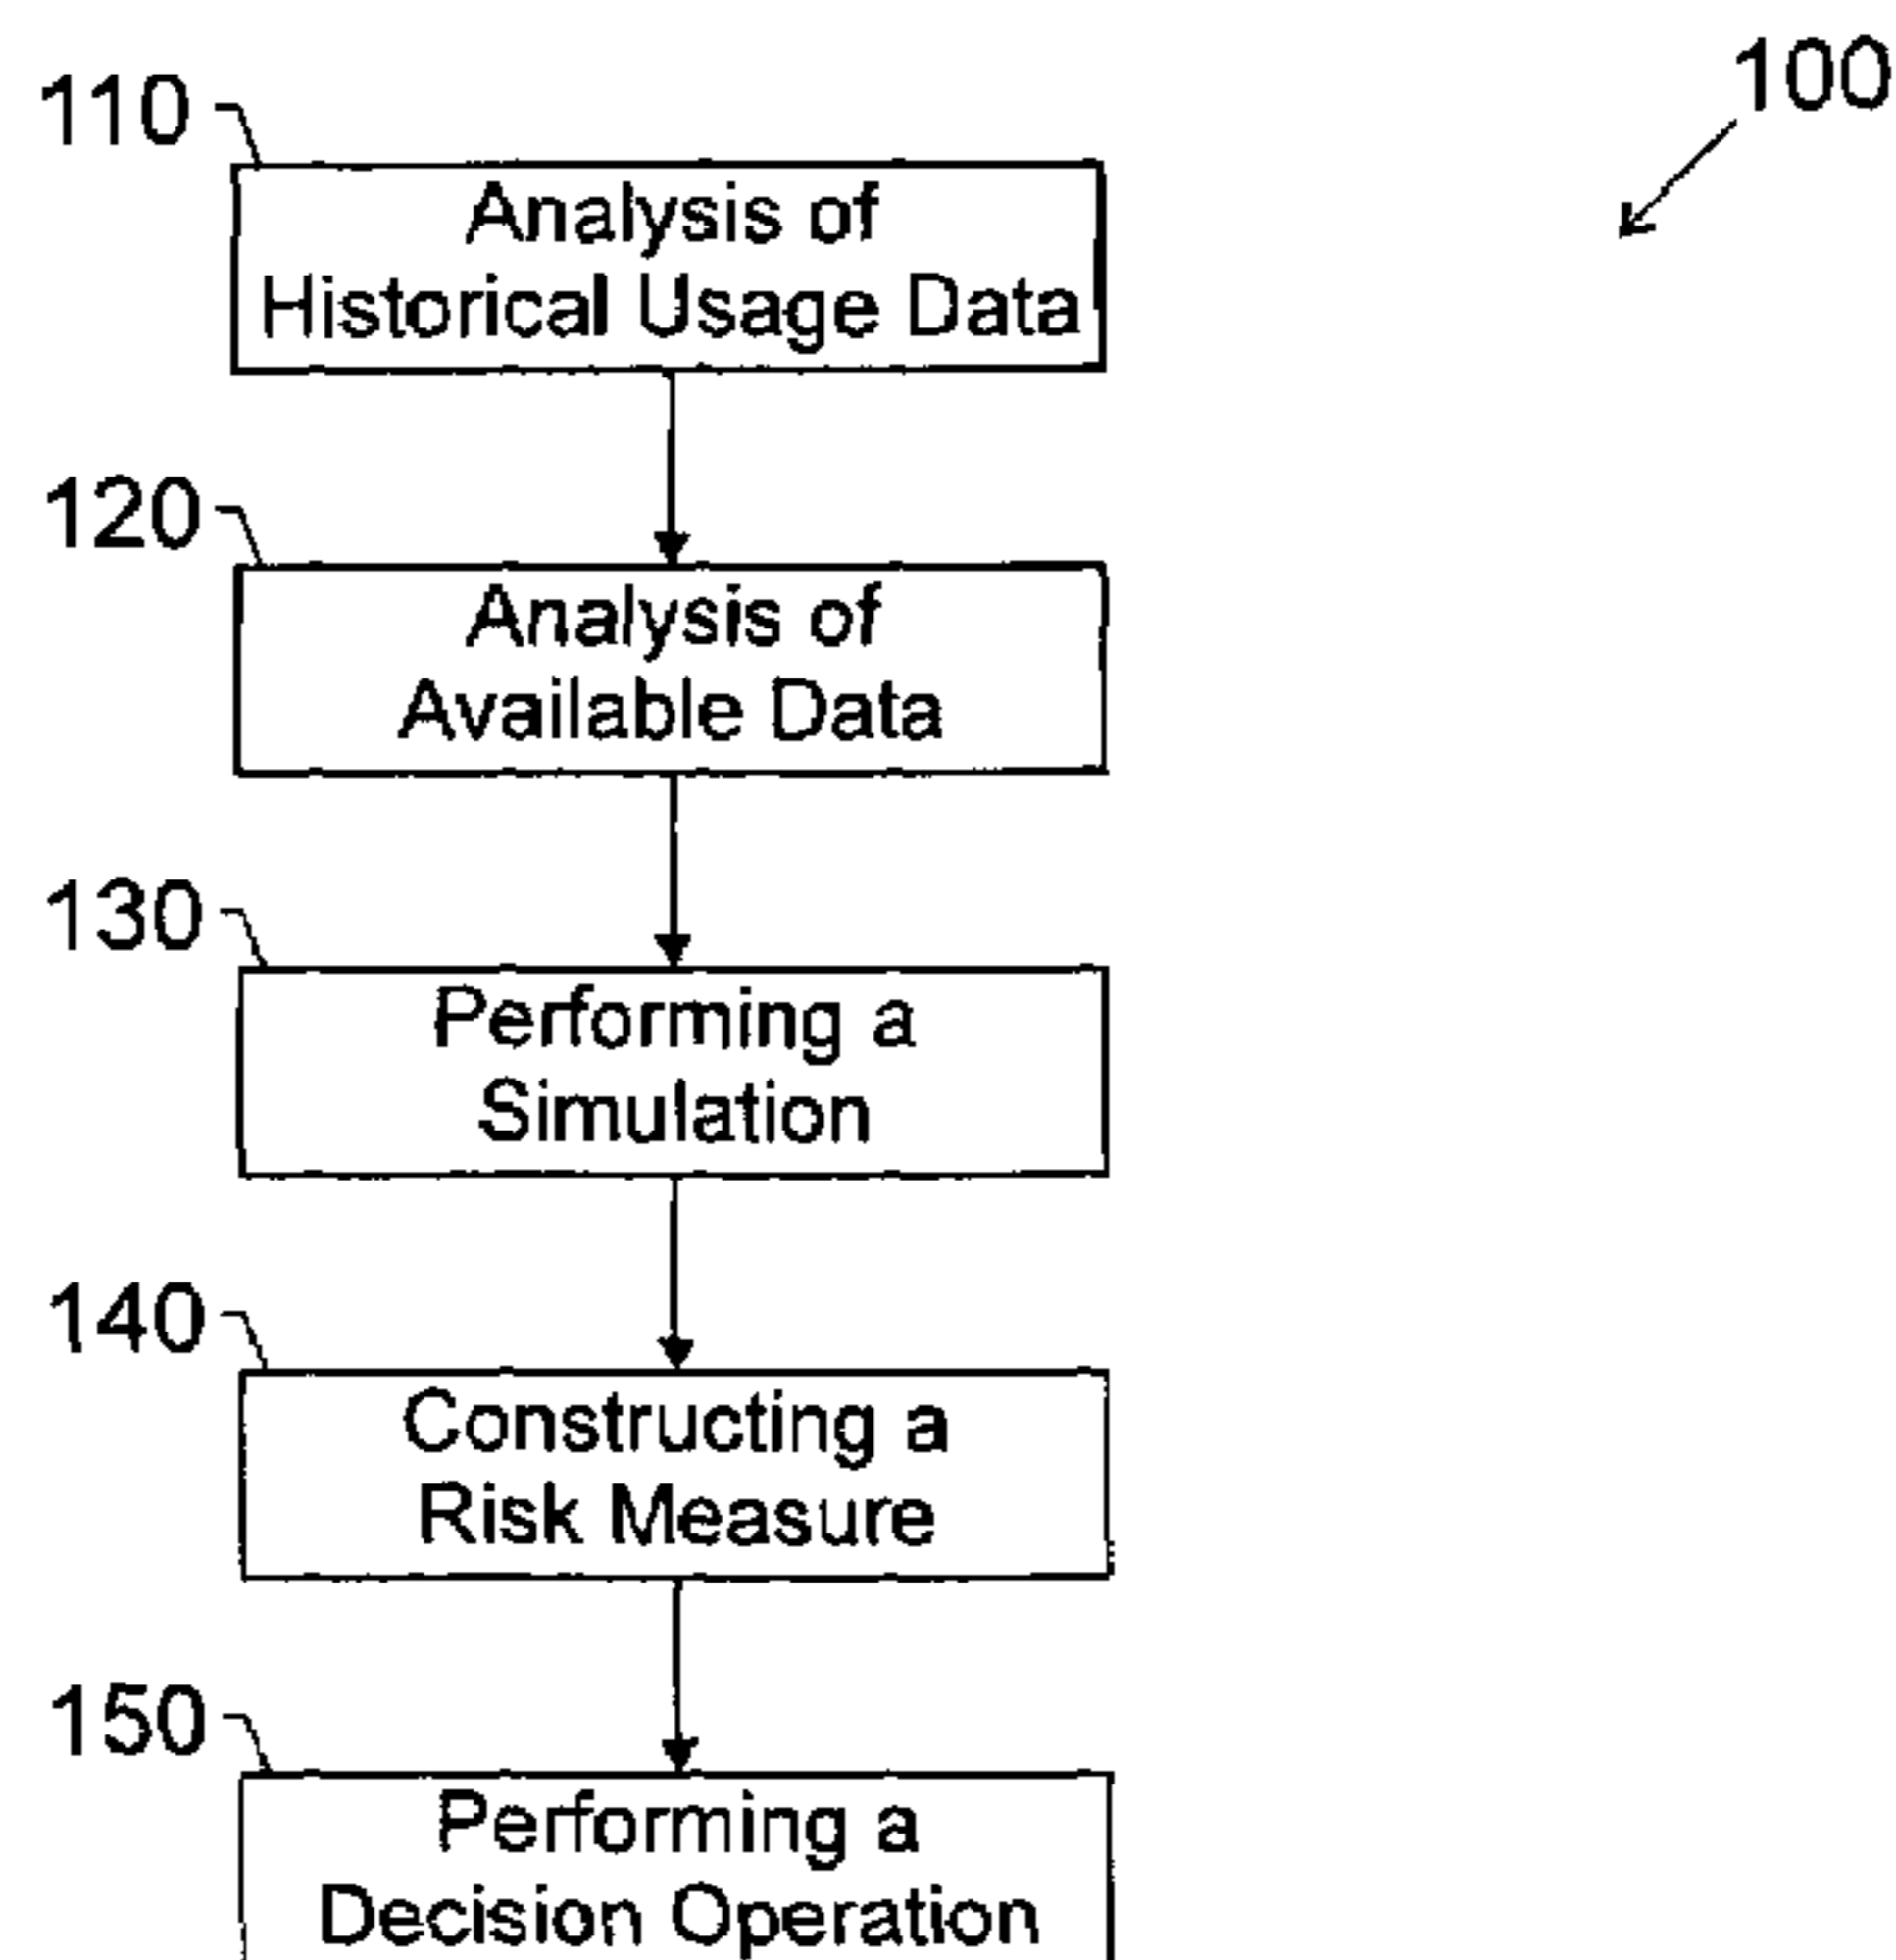 100
110
Analysis of
Historical Usage Data
120
Analysis of
Available Data
130
Performing a
Simulation
140
Constructing a
Risk Measure
150
Performing a
Decision Operation